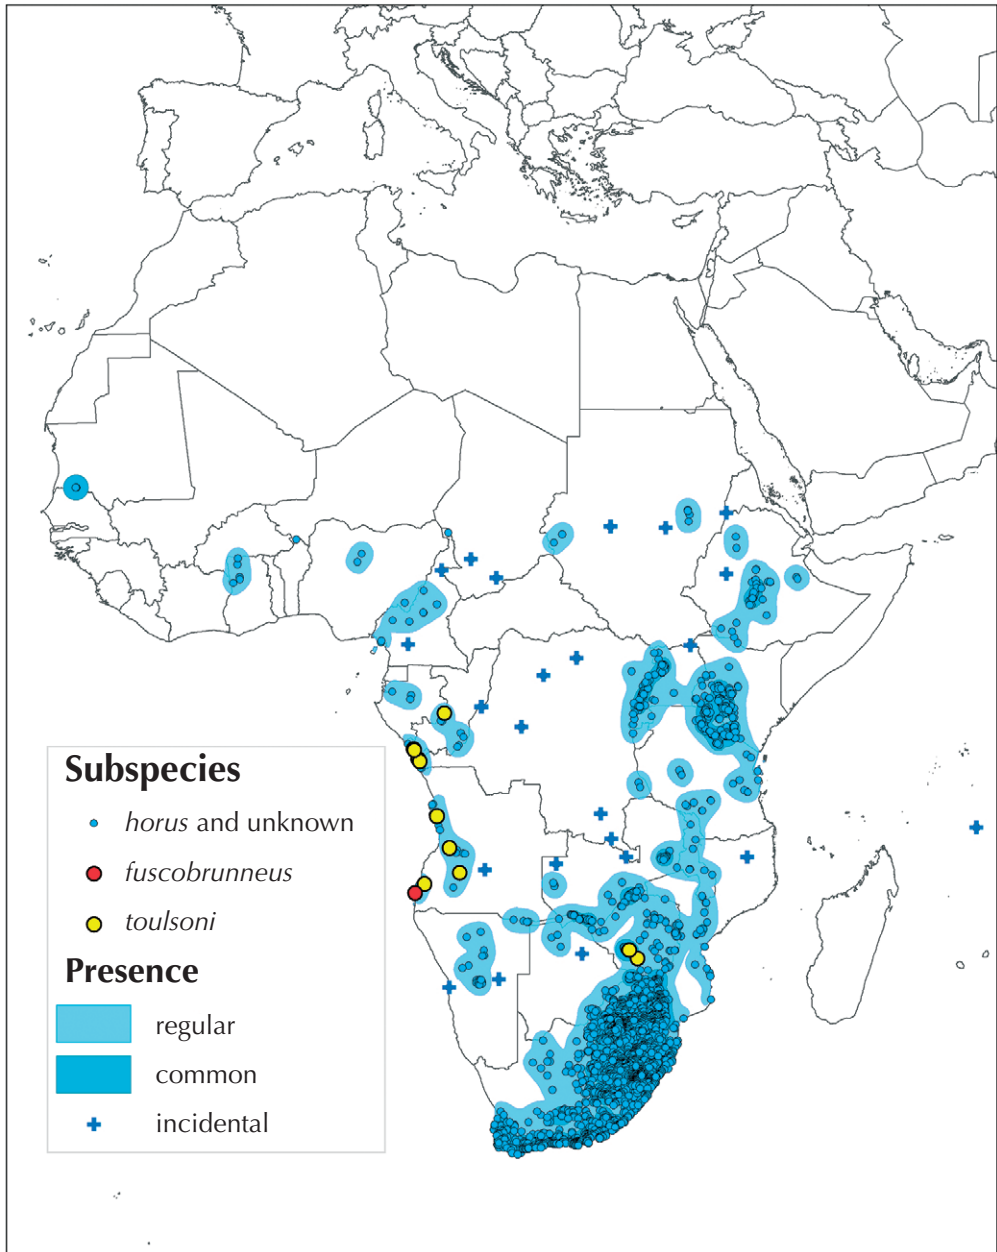 Subspecies
horus and unknown
fuscobrunneus
toulsoni
Presence
regular
common
incidental